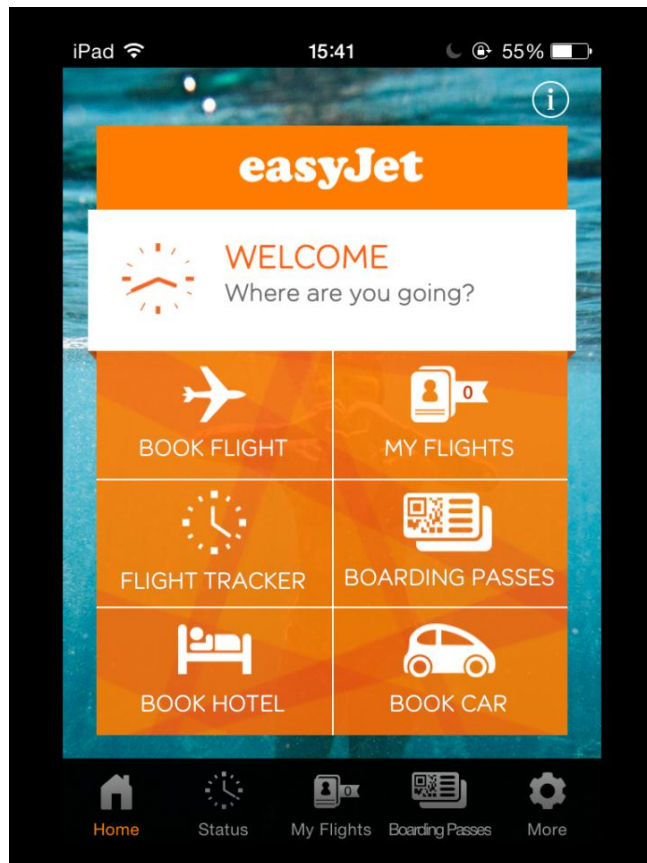 iPad 15:41 55%
i
easyJet
WELCOME
Where are you going?
0
BOOK FLIGHT MY FLIGHTS
FLIGHT TRACKER BOARDING PASSES
BOOK HOTEL BOOK CAR
0
Home Status My Flights Boarding Passes More